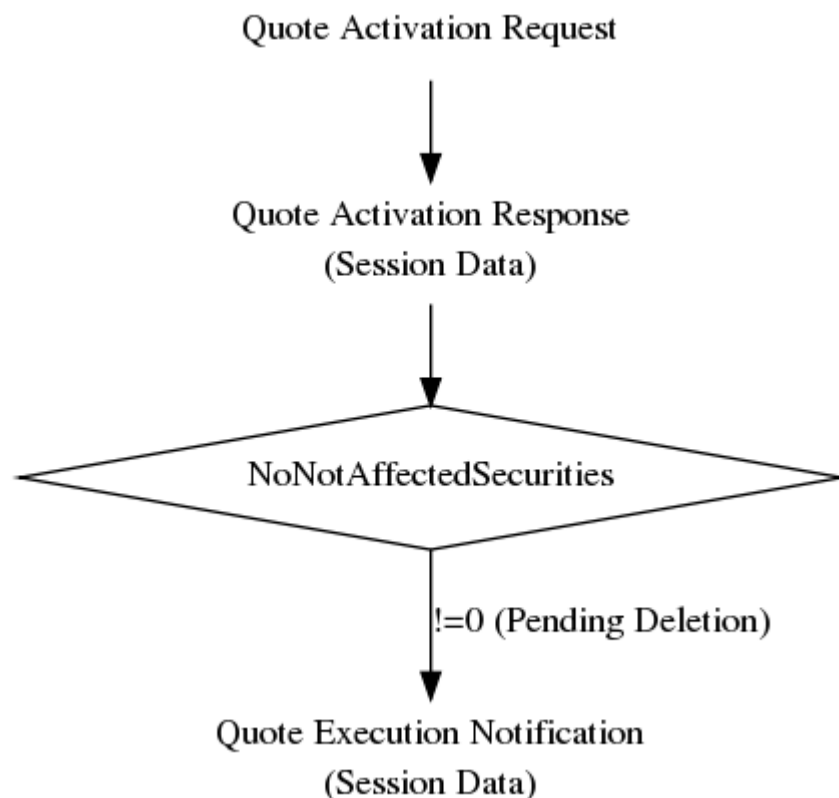 Quote Activation Request
Quote Activation Response
(Session Data)
NoNotAffectedSecurities
!=0 (Pending Deletion)
Quote Execution Notification
(Session Data)